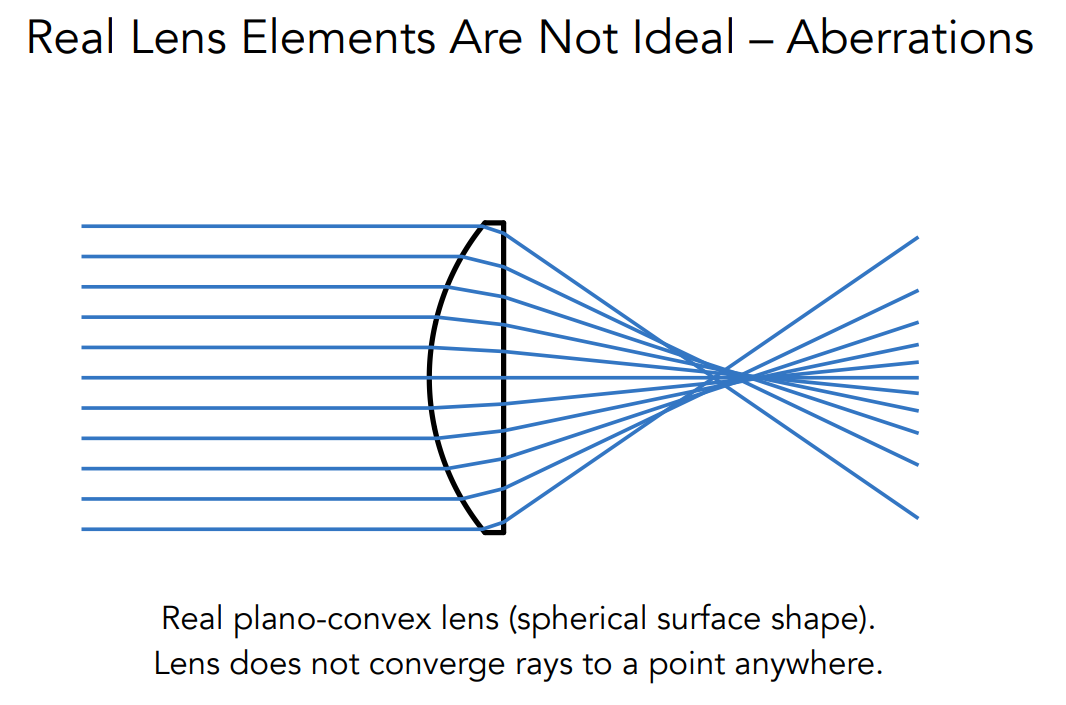 Real Lens Elements Are Not Ideal – Aberrations
Real plano-convex lens (spherical surface shape).
Lens does not converge rays to a point anywhere.